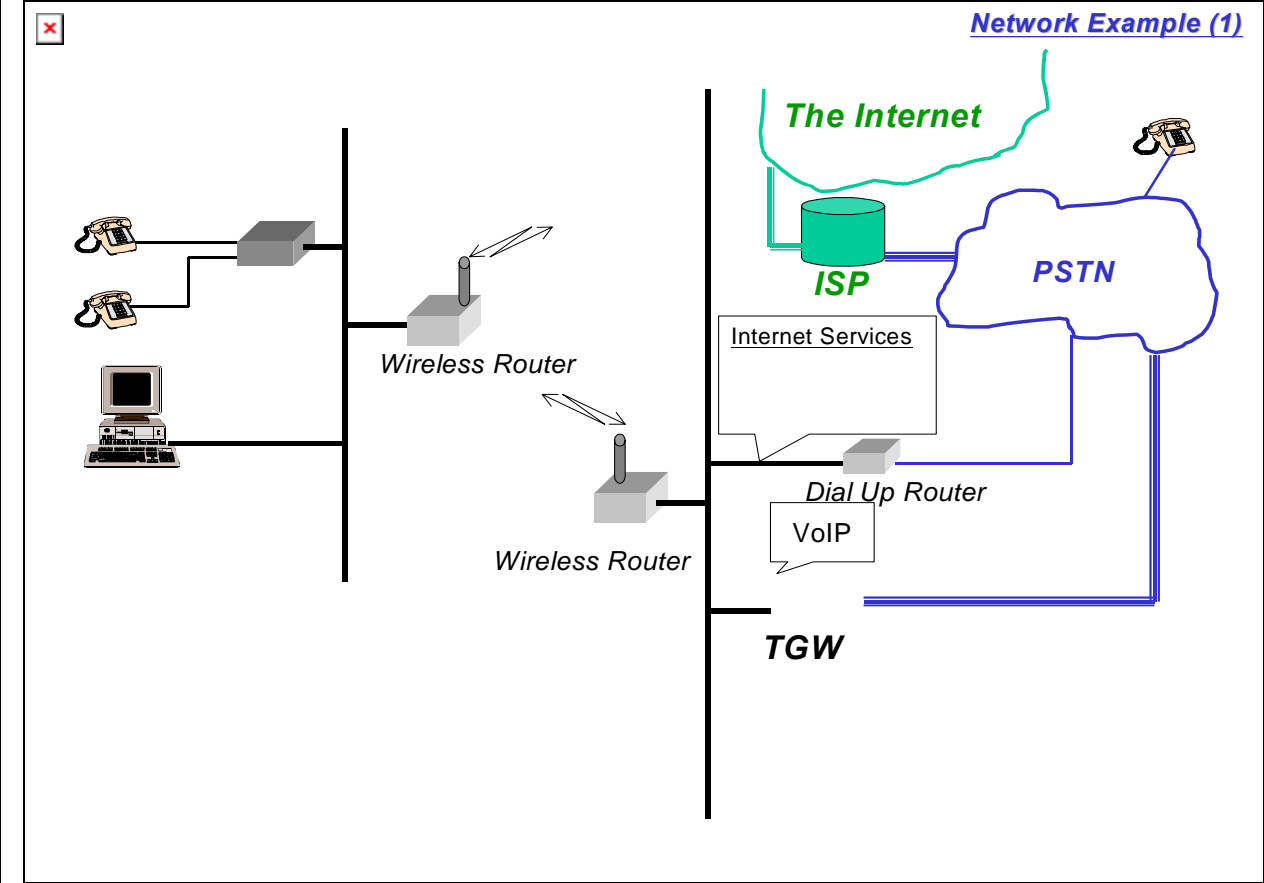 Network Example (1)
The Internet
ISP
PSTN
Wireless Router
Internet Services
Dial Up Router
VoIP
Wireless Router
TGW